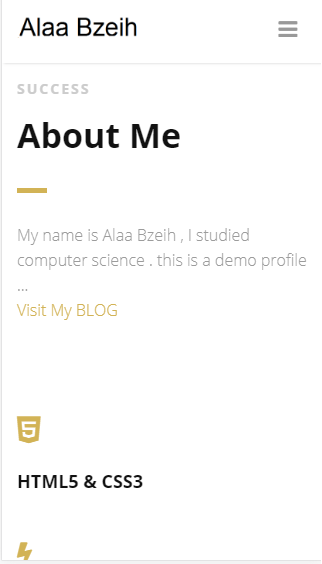 Alaa Bzeih
SUCCESS
About Me
My name is Alaa Bzeih , I studied
computer science . this is a demo profile
...
Visit My BLOG
5
HTML5 & CSS3